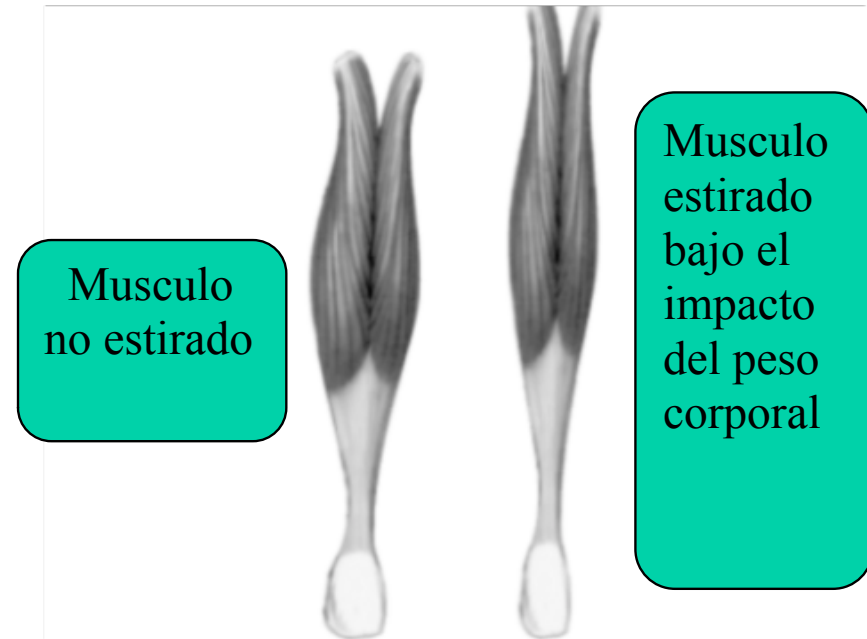 Musculo
no estirado
Musculo
estirado
bajo el
impacto
del peso
corporal